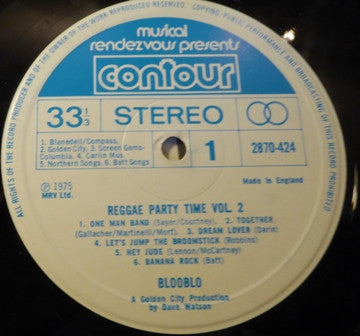 musical
rendezvous presents
contour
33 1/3 STEREO
1. Blanedell/Compass.
2. Golden City. 3. Screen Gems-
Columbia. 4. Carlin Mus.
5. Northern Songs. 6. Batt Songs
1
2870-424
℗ 1975
MRV Ltd.
Made in England
REGGAE PARTY TIME VOL. 2
1. ONE MAN BAND (Sayer/Courtney). 2. TOGETHER
(Gallacher/Martinelli/Mort). 3. DREAM LOVER (Darin)
4. LET'S JUMP THE BROOMSTICK (Robbins)
5. HEY JUDE (Lennon/McCartney)
6. BANANA ROCK (Batt)
BLOOBLO
A Golden City Production
by Dave Watson
ALL RIGHTS OF THE RECORD PRODUCER AND OF THE OWNER OF THE WORK REPRODUCED RESERVED. COPYING PUBLIC PERFORMANCE AND BROADCASTING OF THIS RECORD PROHIBITED